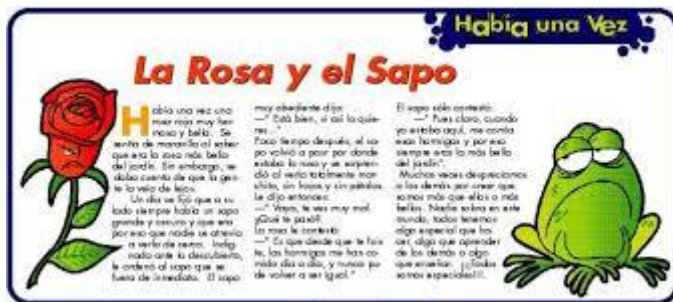 Había una Vez
La Rosa y el Sapo
Había una vez una
rosa roja muy her-
mosa y bella. Se
sentía de maravilla al saber
que era la rosa más bella
del jardín. Sin embargo, se
daba cuenta de que la gen-
te la veía de lejos.
Un día se fijó que a su
lado siempre había un sapo
grande y oscuro y que era
por eso que nadie se atrevía
a verla de cerca. Indig-
nada ante lo descubierto,
le ordenó al sapo que se
fuera de inmediato. El sapo
muy obediente dijo:
—" Está bien, si así lo quie-
res..."
Poco tiempo después, el sa-
po volvió a pasar por donde
estaba la rosa y se sorpren-
dió al verla totalmente mar-
chita, sin hojas y sin pétalos.
Le dijo entonces:
—" Vaya, te ves muy mal.
¿Qué te pasó?.
La rosa le contestó:
—" Es que desde que te fuis-
te, las hormigas me han co-
mido día a día, y nunca pu-
de volver a ser igual."
El sapo sólo contestó:
—" Pues claro, cuando
yo estaba aquí, me comía
esas hormigas y por eso
siempre eras la más bella
del jardín".
Muchas veces despreciamos
a los demás por creer que
somos más que ellos o más
bellos. Nadie sobra en este
mundo, todos tenemos
algo especial que ha-
cer, algo que aprender
de los demás o algo
que enseñar. ¡¡Todos
somos especiales!!!.